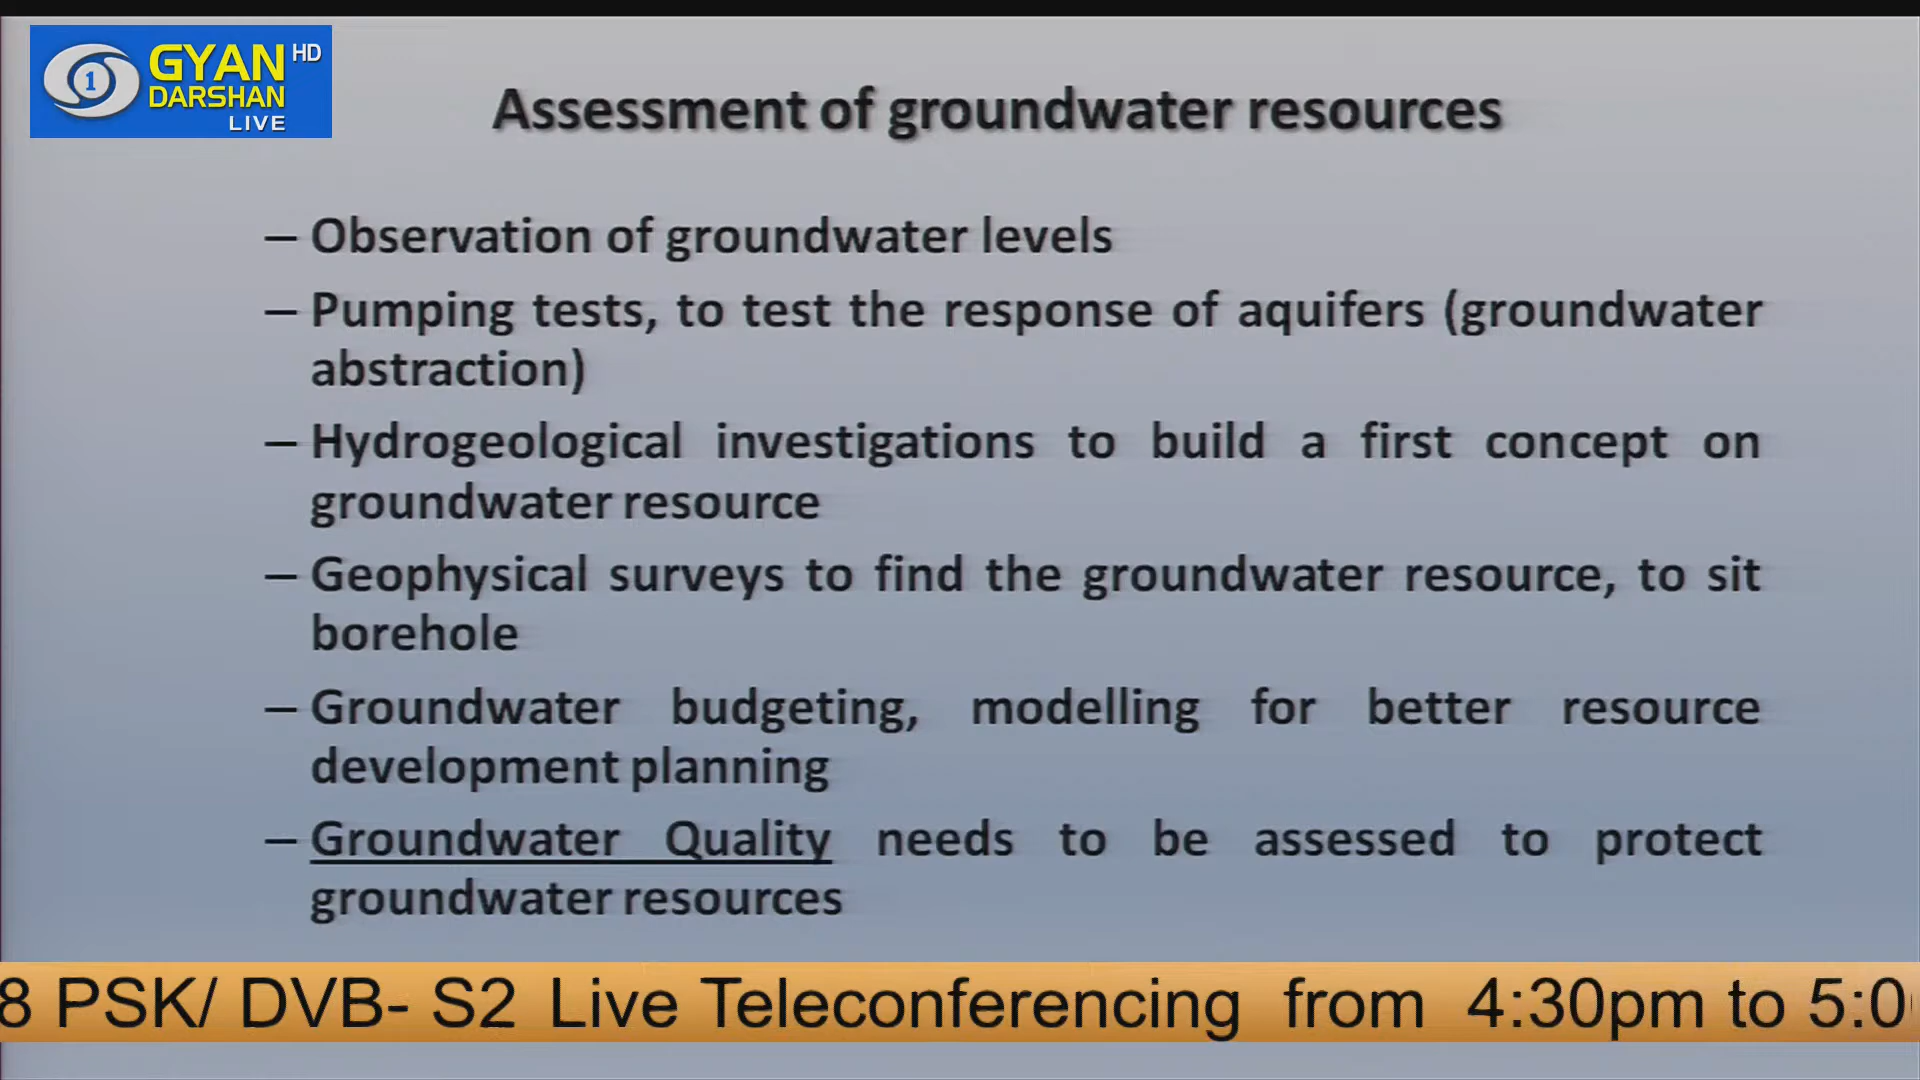 1 GYAN HD
DARSHAN
LIVE
Assessment of groundwater resources
– Observation of groundwater levels
– Pumping tests, to test the response of aquifers (groundwater
abstraction)
– Hydrogeological investigations to build a first concept on
groundwater resource
– Geophysical surveys to find the groundwater resource, to sit
borehole
– Groundwater budgeting, modelling for better resource
development planning
– Groundwater Quality needs to be assessed to protect
groundwater resources
8 PSK/ DVB- S2 Live Teleconferencing from 4:30pm to 5:0